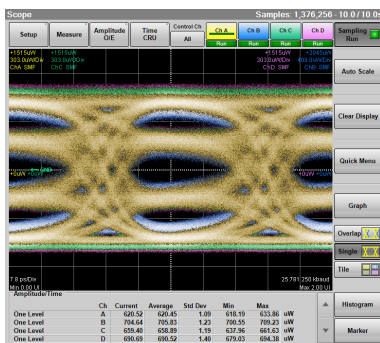 Scope Samples: 1,376,256 - 10.0 / 10.0s
Setup Measure Amplitude O/E Time CRU Control Ch All Ch A Run Ch B Run Ch C Run Ch D Run Sampling Run
+1515uW +1515uW
303.0uW/Div 303.0uW/Div
ChA SMF ChC SMF ChD SMF ChB SMF
Auto Scale
Clear Display
Quick Menu
Graph
Overlap
Single
Tile
7.8 ps/Div 25.781 250 kbaud
Min 0.00 UI Max 2.00 UI
Amplitude/Time
Ch Current Average Std Dev Min Max
One Level A 620.52 620.45 1.09 618.19 633.86 uW
One Level B 704.64 705.83 1.23 700.55 709.23 uW
One Level C 659.40 658.89 1.19 637.96 661.63 uW
One Level D 690.69 690.52 1.40 679.03 694.38 uW
Histogram
Marker